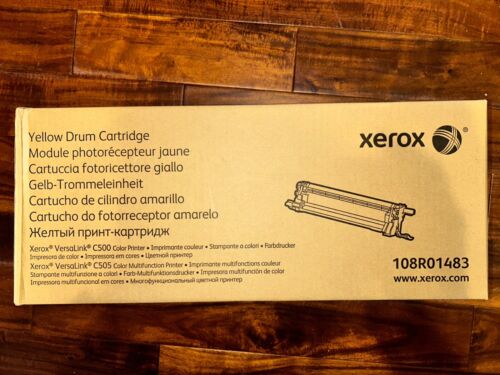 Yellow Drum Cartridge
Module photorécepteur jaune
Cartuccia fotoricettore giallo
Gelb-Trommeleinheit
Cartucho de cilindro amarillo
Cartucho do fotorreceptor amarelo
Желтый принт-картридж
Xerox® VersaLink® C500 Color Printer • Imprimante couleur • Stampante a colori • Farbdrucker
Impresora de color • Impressora em cores • Цветной принтер
Xerox® VersaLink® C505 Color Multifunction Printer • Imprimante multifonctions couleur
Stampante multifunzione a colori • Farb-Multifunktionsdrucker • Impresora multifunción de color
Impressora multifuncional em cores • Многофункциональный цветной принтер
xerox
108R01483
www.xerox.com